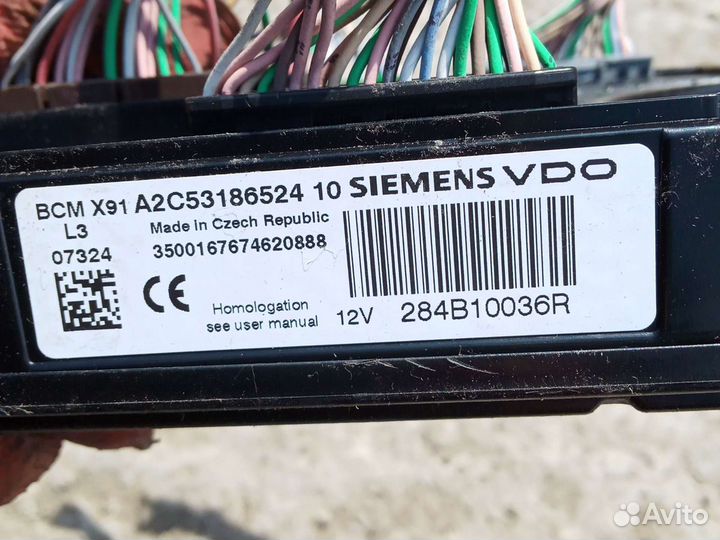 BCM X91 A2C53186524 10 SIEMENS VDO
L3 Made in Czech Republic
07324 3500167674620888
CE
Homologation
see user manual 12V 284B10036R
Avito